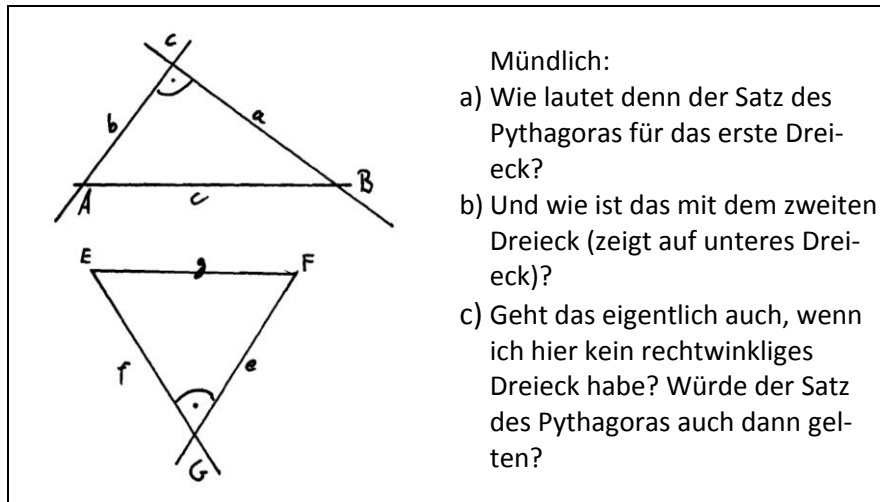 c
b
a
A
c
B
Mündlich:
a) Wie lautet denn der Satz des
Pythagoras für das erste Drei-
eck?
b) Und wie ist das mit dem zweiten
Dreieck (zeigt auf unteres Drei-
eck)?
c) Geht das eigentlich auch, wenn
ich hier kein rechtwinkliges
Dreieck habe? Würde der Satz
des Pythagoras auch dann gel-
ten?
E
g
F
f
e
G